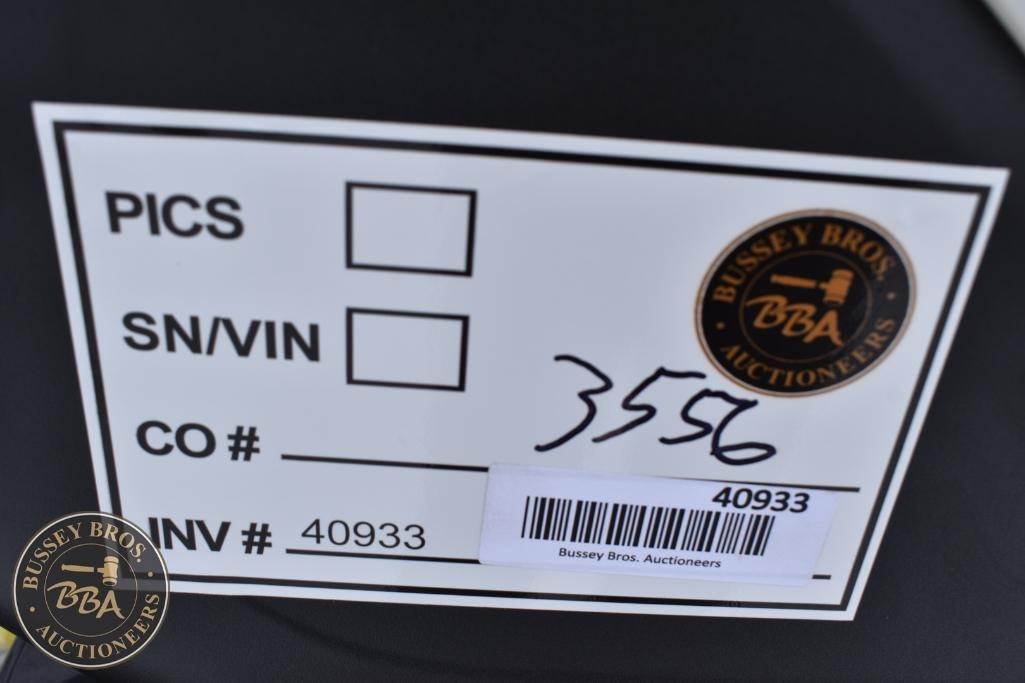 PICS
BUSSEY BROS.
BBA
AUCTIONEERS
SN/VIN
3556
CO #
40933
INV # 40933
Bussey Bros. Auctioneers
BUSSEY BROS.
BBA
AUCTIONEERS